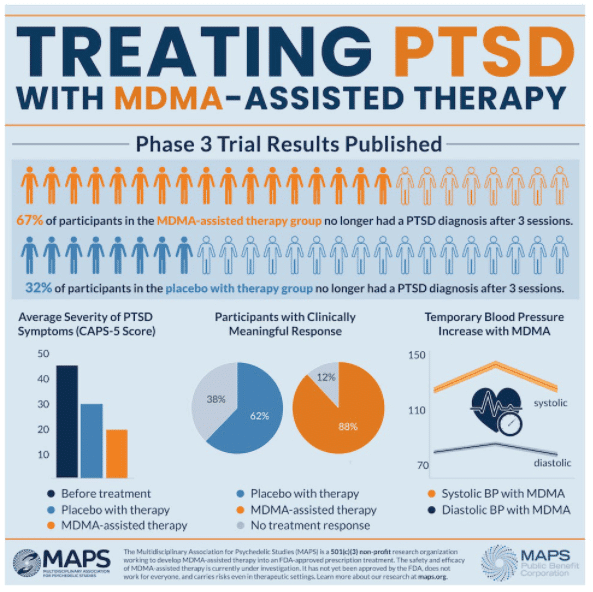 TREATING PTSD
WITH MDMA-ASSISTED THERAPY
Phase 3 Trial Results Published
67% of participants in the MDMA-assisted therapy group no longer had a PTSD diagnosis after 3 sessions.
32% of participants in the placebo with therapy group no longer had a PTSD diagnosis after 3 sessions.
Average Severity of PTSD
Symptoms (CAPS-5 Score)
50
40
30
20
10
Before treatment
Placebo with therapy
MDMA-assisted therapy
Participants with Clinically
Meaningful Response
38%
62%
12%
88%
Placebo with therapy
MDMA-assisted therapy
No treatment response
Temporary Blood Pressure
Increase with MDMA
150
110
70
systolic
diastolic
Systolic BP with MDMA
Diastolic BP with MDMA
MAPS
MULTIDISCIPLINARY ASSOCIATION
FOR PSYCHEDELIC STUDIES
The Multidisciplinary Association for Psychedelic Studies (MAPS) is a 501(c)(3) non-profit research organization
working to develop MDMA-assisted therapy into an FDA-approved prescription treatment. The safety and efficacy
of MDMA-assisted therapy is currently under investigation. It has not yet been approved by the FDA, does not
work for everyone, and carries risks even in therapeutic settings. Learn more about our research at maps.org.
MAPS
Public Benefit
Corporation